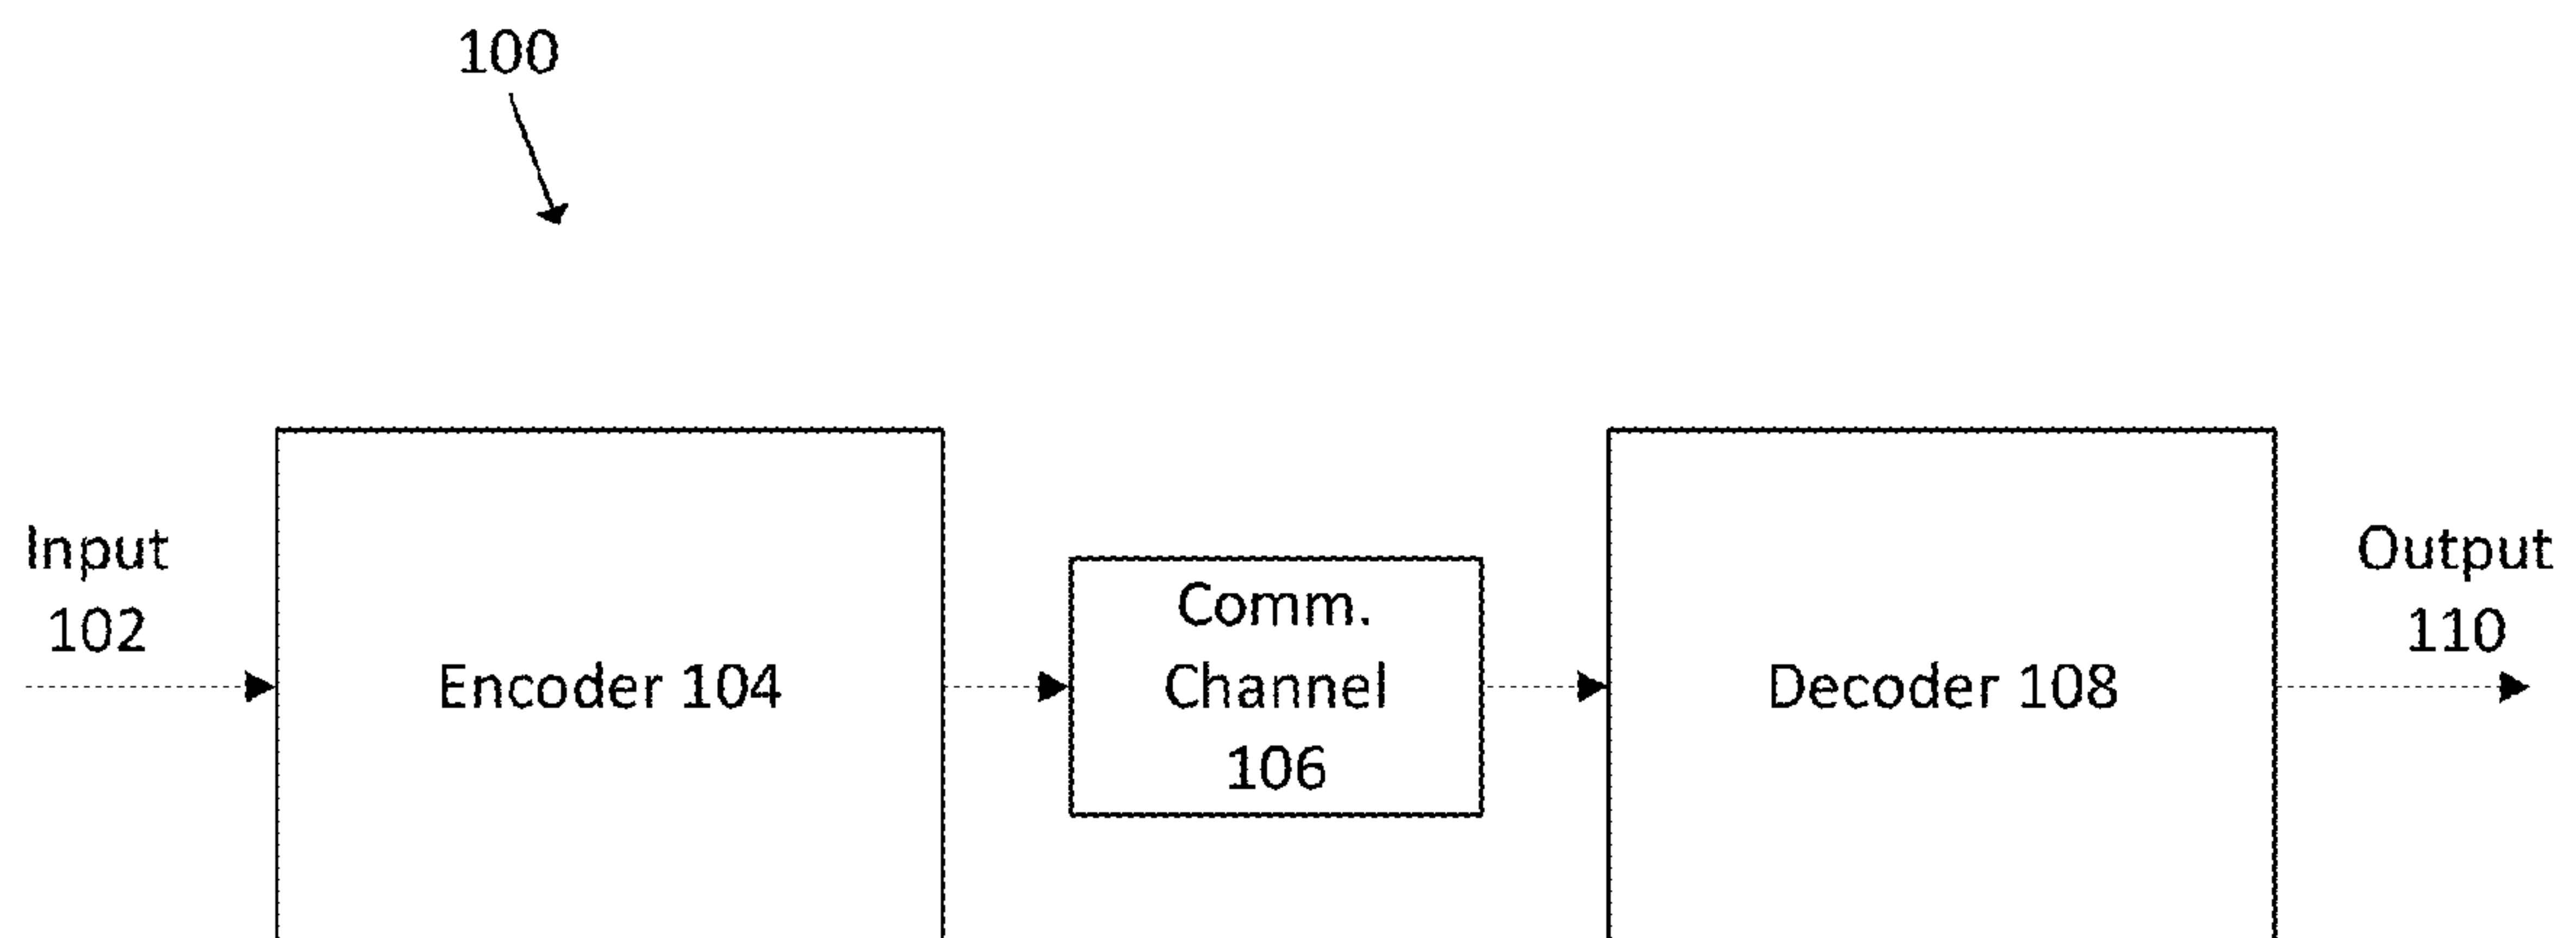 100
Input
102
Encoder 104
Comm.
Channel
106
Decoder 108
Output
110